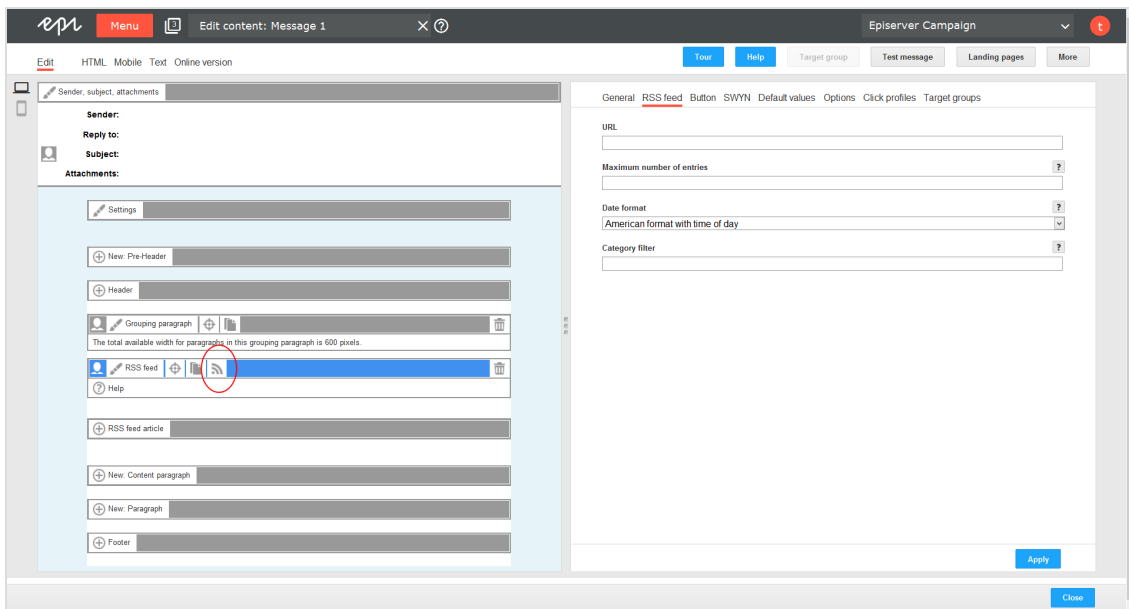 epi Menu 3 Edit content: Message 1 Episerver Campaign t
Edit HTML Mobile Text Online version Tour Help Target group Test message Landing pages More
Sender, subject, attachments
Sender:
Reply to:
Subject:
Attachments:
Settings
New: Pre-Header
Header
Grouping paragraph
The total available width for paragraphs in this grouping paragraph is 600 pixels.
RSS feed
? Help
RSS feed article
New: Content paragraph
New: Paragraph
Footer
General RSS feed Button SWYN Default values Options Click profiles Target groups
URL
Maximum number of entries ?
Date format ?
American format with time of day
Category filter ?
Apply
Close